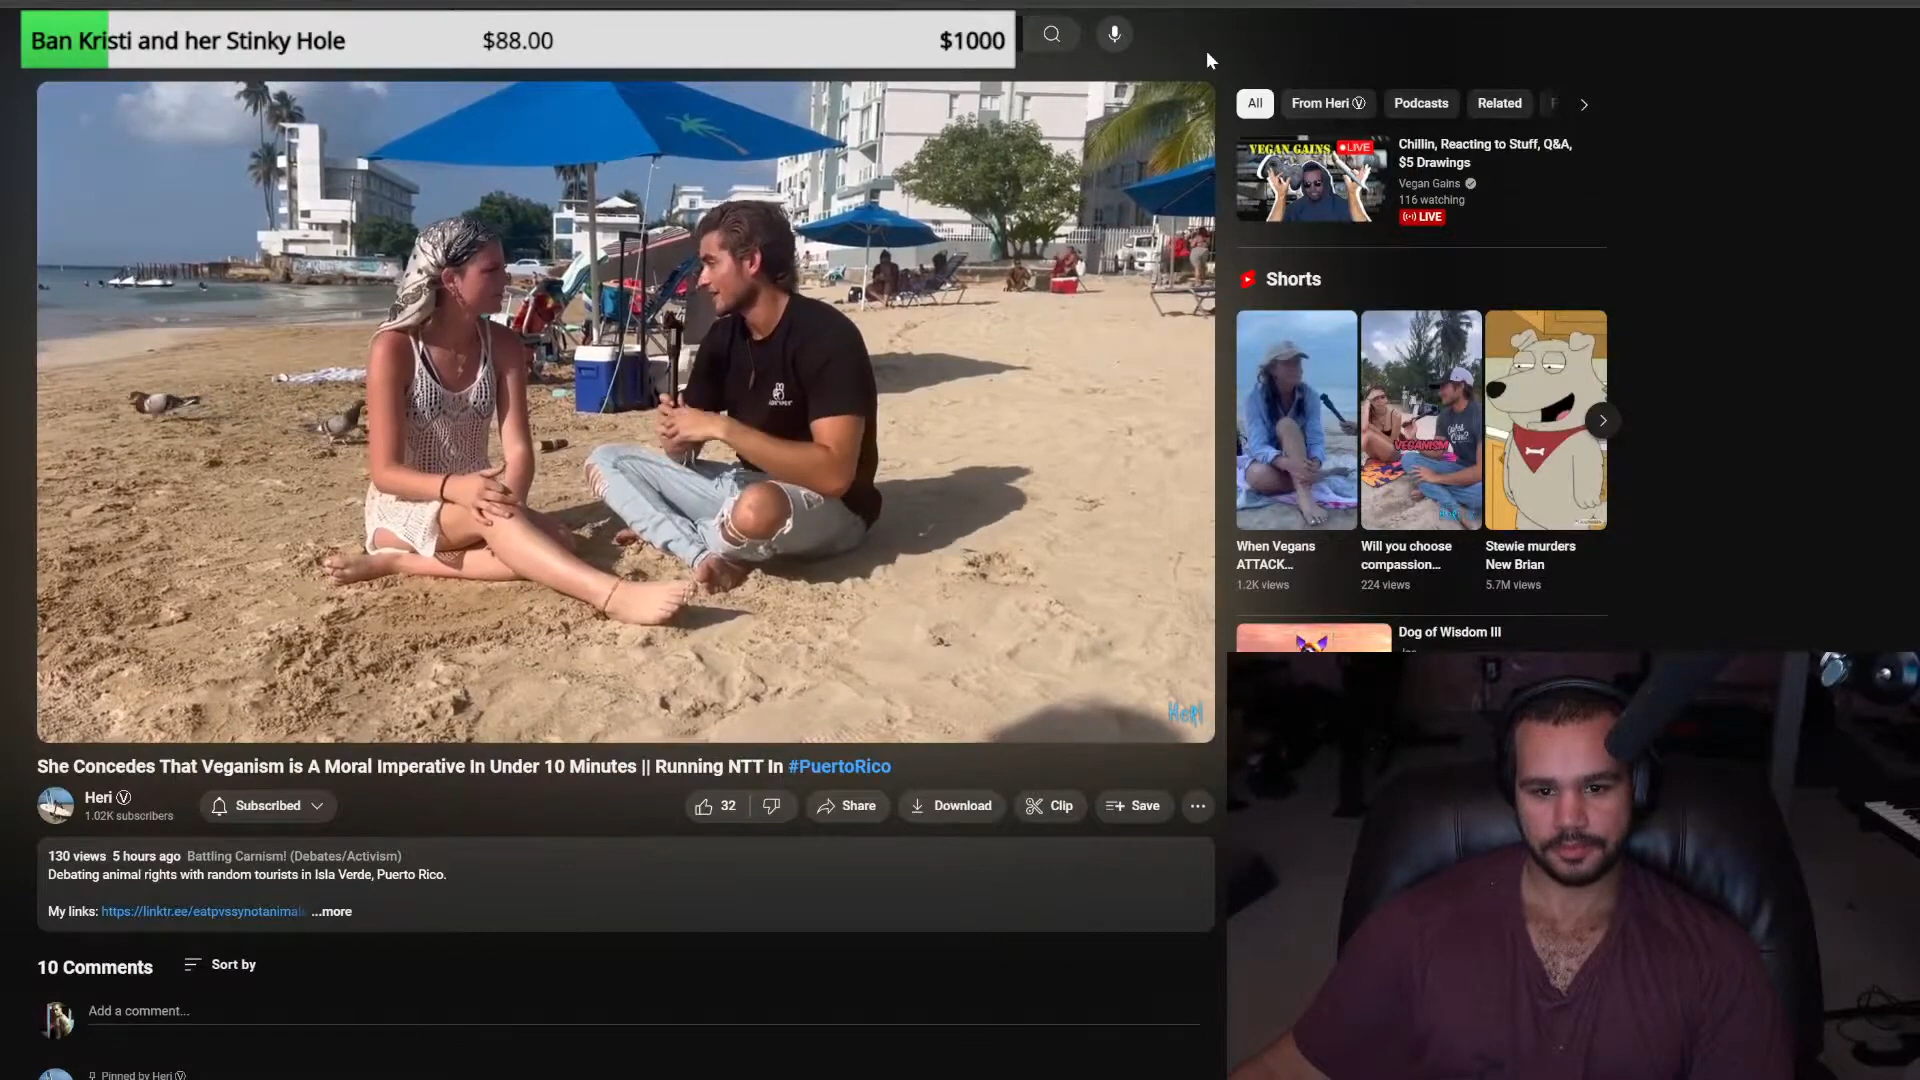 Ban Kristi and her Stinky Hole $88.00 $1000
All From Heri Ⓥ Podcasts Related F
VEGAN GAINS LIVE
Chillin, Reacting to Stuff, Q&A,
$5 Drawings
Vegan Gains
116 watching
LIVE
Shorts
VEGANISM
When Vegans
ATTACK...
1.2K views
Will you choose
compassion...
224 views
Stewie murders
New Brian
5.7M views
Dog of Wisdom III
HeRI
She Concedes That Veganism is A Moral Imperative In Under 10 Minutes || Running NTT In #PuertoRico
Heri Ⓥ
1.02K subscribers
Subscribed
32
Share
Download
Clip
Save
130 views 5 hours ago Battling Carnism! (Debates/Activism)
Debating animal rights with random tourists in Isla Verde, Puerto Rico.
My links: https://linktr.ee/eatpvssynotanimal ...more
10 Comments
Sort by
Add a comment...
Pinned by Heri Ⓥ